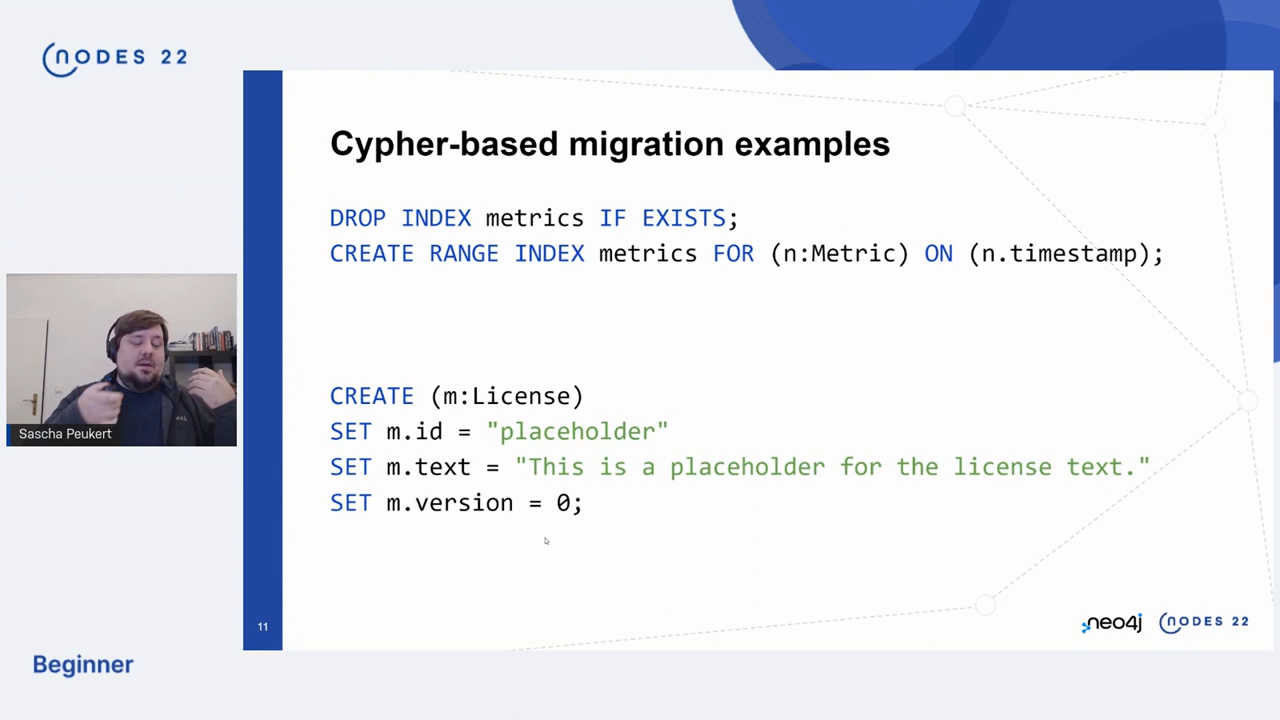 NODES 22
Cypher-based migration examples
DROP INDEX metrics IF EXISTS;
CREATE RANGE INDEX metrics FOR (n:Metric) ON (n.timestamp);
CREATE (m:License)
SET m.id = "placeholder"
SET m.text = "This is a placeholder for the license text."
SET m.version = 0;
Sascha Peukert
11
neo4j NODES 22
Beginner